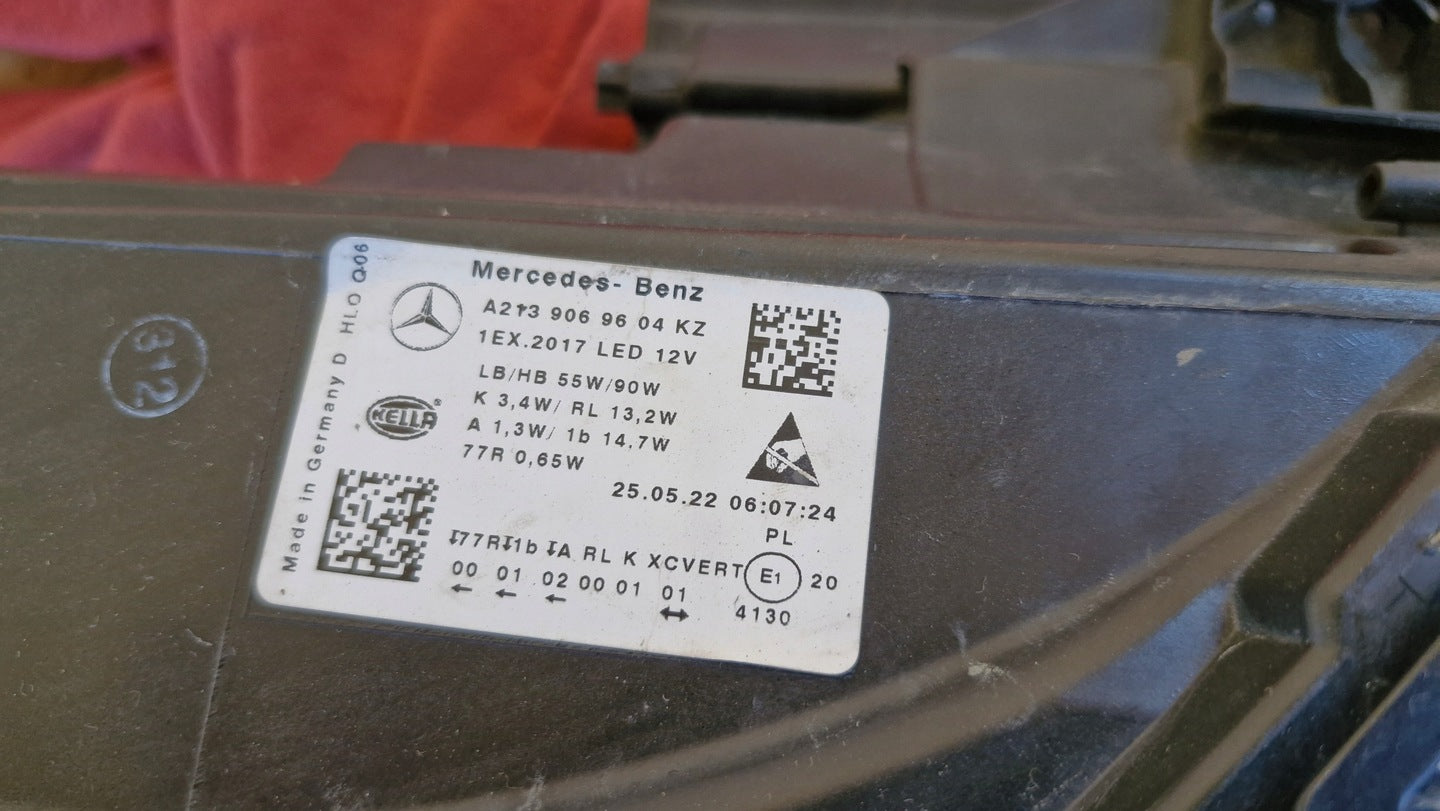 Mercedes- Benz
A213 906 96 04 KZ
1EX.2017 LED 12V
LB/HB 55W/90W
K 3,4W/ RL 13,2W
A 1,3W/ 1b 14,7W
77R 0,65W
HELLA®
25.05.22 06:07:24
PL
↧77R↧1b ↧A RL K XCVERT E1 20
00 01 02 00 01 01 4130
← ← ← ↔
Made in Germany D HLO Q06
312